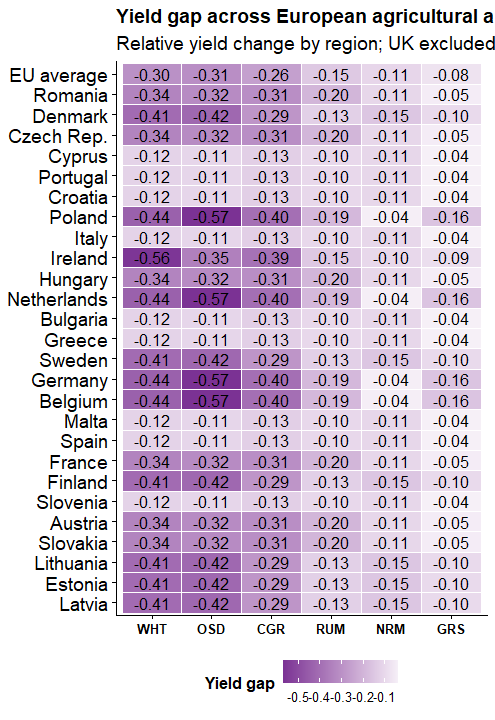 Yield gap across European agricultural a
Relative yield change by region; UK excluded
EU average -0.30 -0.31 -0.26 -0.15 -0.11 -0.08
Romania -0.34 -0.32 -0.31 -0.20 -0.11 -0.05
Denmark -0.41 -0.42 -0.29 -0.13 -0.15 -0.10
Czech Rep. -0.34 -0.32 -0.31 -0.20 -0.11 -0.05
Cyprus -0.12 -0.11 -0.13 -0.10 -0.11 -0.04
Portugal -0.12 -0.11 -0.13 -0.10 -0.11 -0.04
Croatia -0.12 -0.11 -0.13 -0.10 -0.11 -0.04
Poland -0.44 -0.57 -0.40 -0.19 -0.04 -0.16
Italy -0.12 -0.11 -0.13 -0.10 -0.11 -0.04
Ireland -0.56 -0.35 -0.39 -0.15 -0.10 -0.09
Hungary -0.34 -0.32 -0.31 -0.20 -0.11 -0.05
Netherlands -0.44 -0.57 -0.40 -0.19 -0.04 -0.16
Bulgaria -0.12 -0.11 -0.13 -0.10 -0.11 -0.04
Greece -0.12 -0.11 -0.13 -0.10 -0.11 -0.04
Sweden -0.41 -0.42 -0.29 -0.13 -0.15 -0.10
Germany -0.44 -0.57 -0.40 -0.19 -0.04 -0.16
Belgium -0.44 -0.57 -0.40 -0.19 -0.04 -0.16
Malta -0.12 -0.11 -0.13 -0.10 -0.11 -0.04
Spain -0.12 -0.11 -0.13 -0.10 -0.11 -0.04
France -0.34 -0.32 -0.31 -0.20 -0.11 -0.05
Finland -0.41 -0.42 -0.29 -0.13 -0.15 -0.10
Slovenia -0.12 -0.11 -0.13 -0.10 -0.11 -0.04
Austria -0.34 -0.32 -0.31 -0.20 -0.11 -0.05
Slovakia -0.34 -0.32 -0.31 -0.20 -0.11 -0.05
Lithuania -0.41 -0.42 -0.29 -0.13 -0.15 -0.10
Estonia -0.41 -0.42 -0.29 -0.13 -0.15 -0.10
Latvia -0.41 -0.42 -0.29 -0.13 -0.15 -0.10
WHT OSD CGR RUM NRM GRS
Yield gap
-0.5-0.4-0.3-0.2-0.1